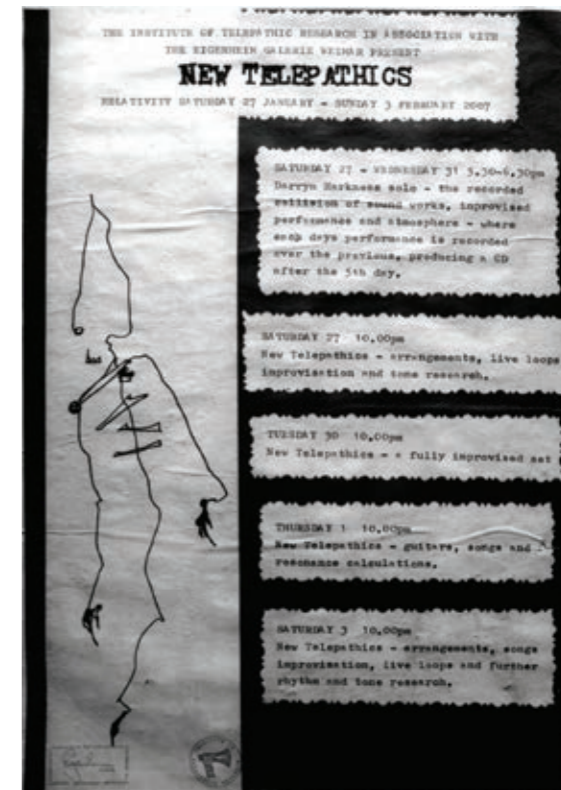 THE INSTITUTE OF TELEPATHIC RESEARCH IN ASSOCIATION WITH
THE EIGENHEIM GALERIE WEIMAR PRESENT
NEW TELEPATHICS
RELATIVITY SATURDAY 27 JANUARY - SUNDAY 3 FEBRUARY 2007
SATURDAY 27 - WEDNESDAY 31 5.30-6.30pm
Darryn Harkness solo - the recorded
collision of sound works, improvised
performance and atmosphere - where
each days performance is recorded
over the previous, producing a CD
after the 5th day.
SATURDAY 27 10.00pm
New Telepathics - arrangements, live loops
improvisation and tone research.
TUESDAY 30 10.00pm
New Telepathics - a fully improvised set
THURSDAY 1 10.00pm
New Telepathics - guitars, songs and
resonance calculations.
SATURDAY 3 10.00pm
New Telepathics - arrangements, songs
improvisation, live loops and further
rhythm and tone research.